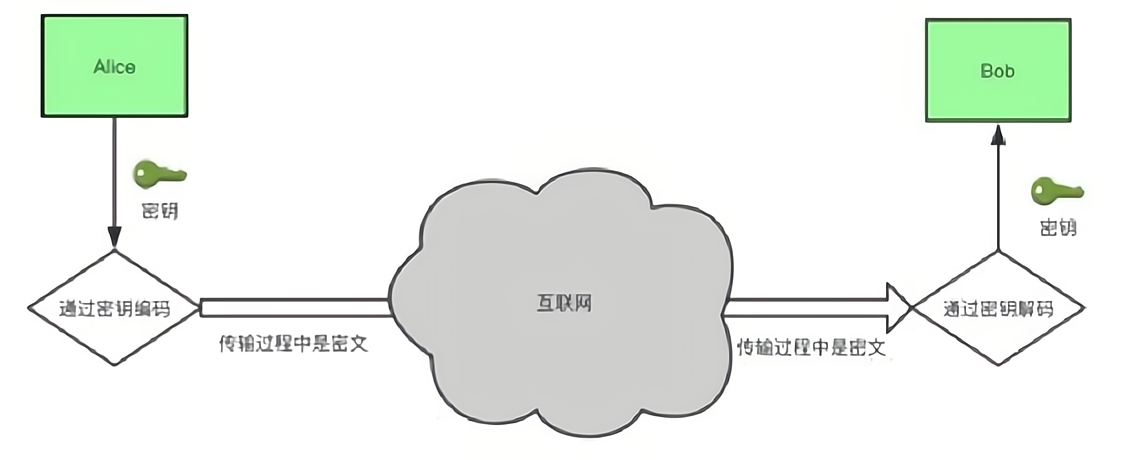 Alice
Bob
密钥
密钥
通过密钥编码
互联网
通过密钥解码
传输过程中是密文
传输过程中是密文